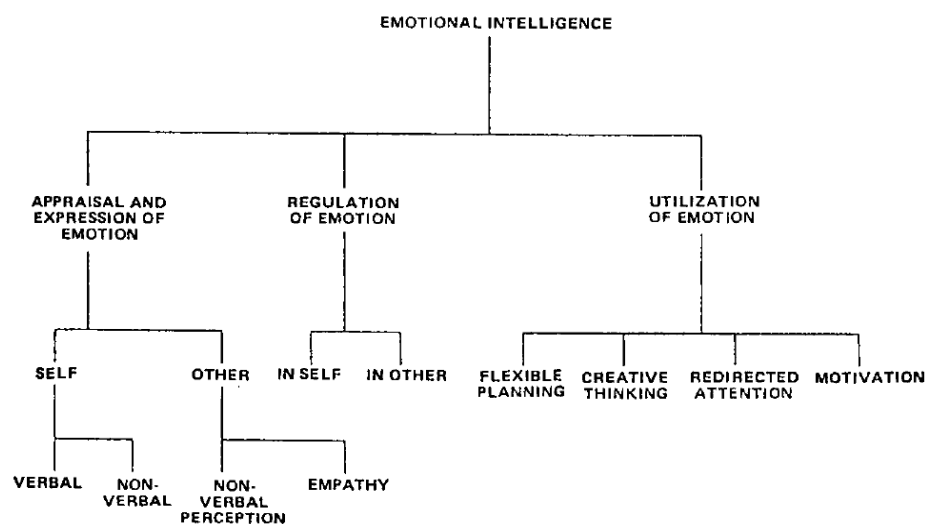 EMOTIONAL INTELLIGENCE
APPRAISAL AND
EXPRESSION OF
EMOTION
REGULATION
OF EMOTION
UTILIZATION
OF EMOTION
SELF
OTHER
IN SELF
IN OTHER
FLEXIBLE
PLANNING
CREATIVE
THINKING
REDIRECTED
ATTENTION
MOTIVATION
VERBAL
NON-
VERBAL
NON-
VERBAL
PERCEPTION
EMPATHY